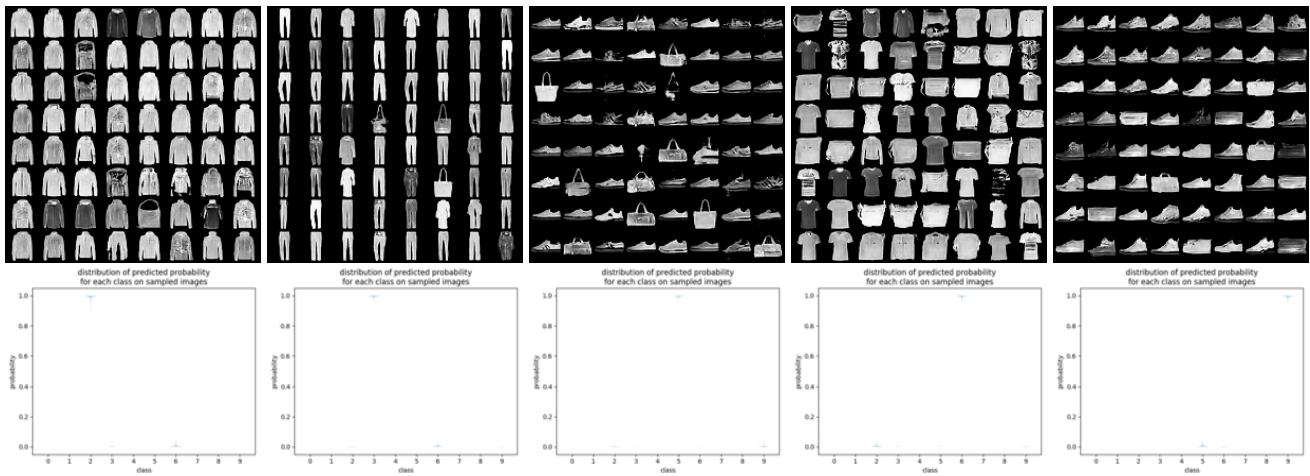 distribution of predicted probability
for each class on sampled images
1.0
0.8
0.6
0.4
0.2
0.0
probability
0 1 2 3 4 5 6 7 8 9
class
distribution of predicted probability
for each class on sampled images
1.0
0.8
0.6
0.4
0.2
0.0
probability
0 1 2 3 4 5 6 7 8 9
class
distribution of predicted probability
for each class on sampled images
1.0
0.8
0.6
0.4
0.2
0.0
probability
0 1 2 3 4 5 6 7 8 9
class
distribution of predicted probability
for each class on sampled images
1.0
0.8
0.6
0.4
0.2
0.0
probability
0 1 2 3 4 5 6 7 8 9
class
distribution of predicted probability
for each class on sampled images
1.0
0.8
0.6
0.4
0.2
0.0
probability
0 1 2 3 4 5 6 7 8 9
class